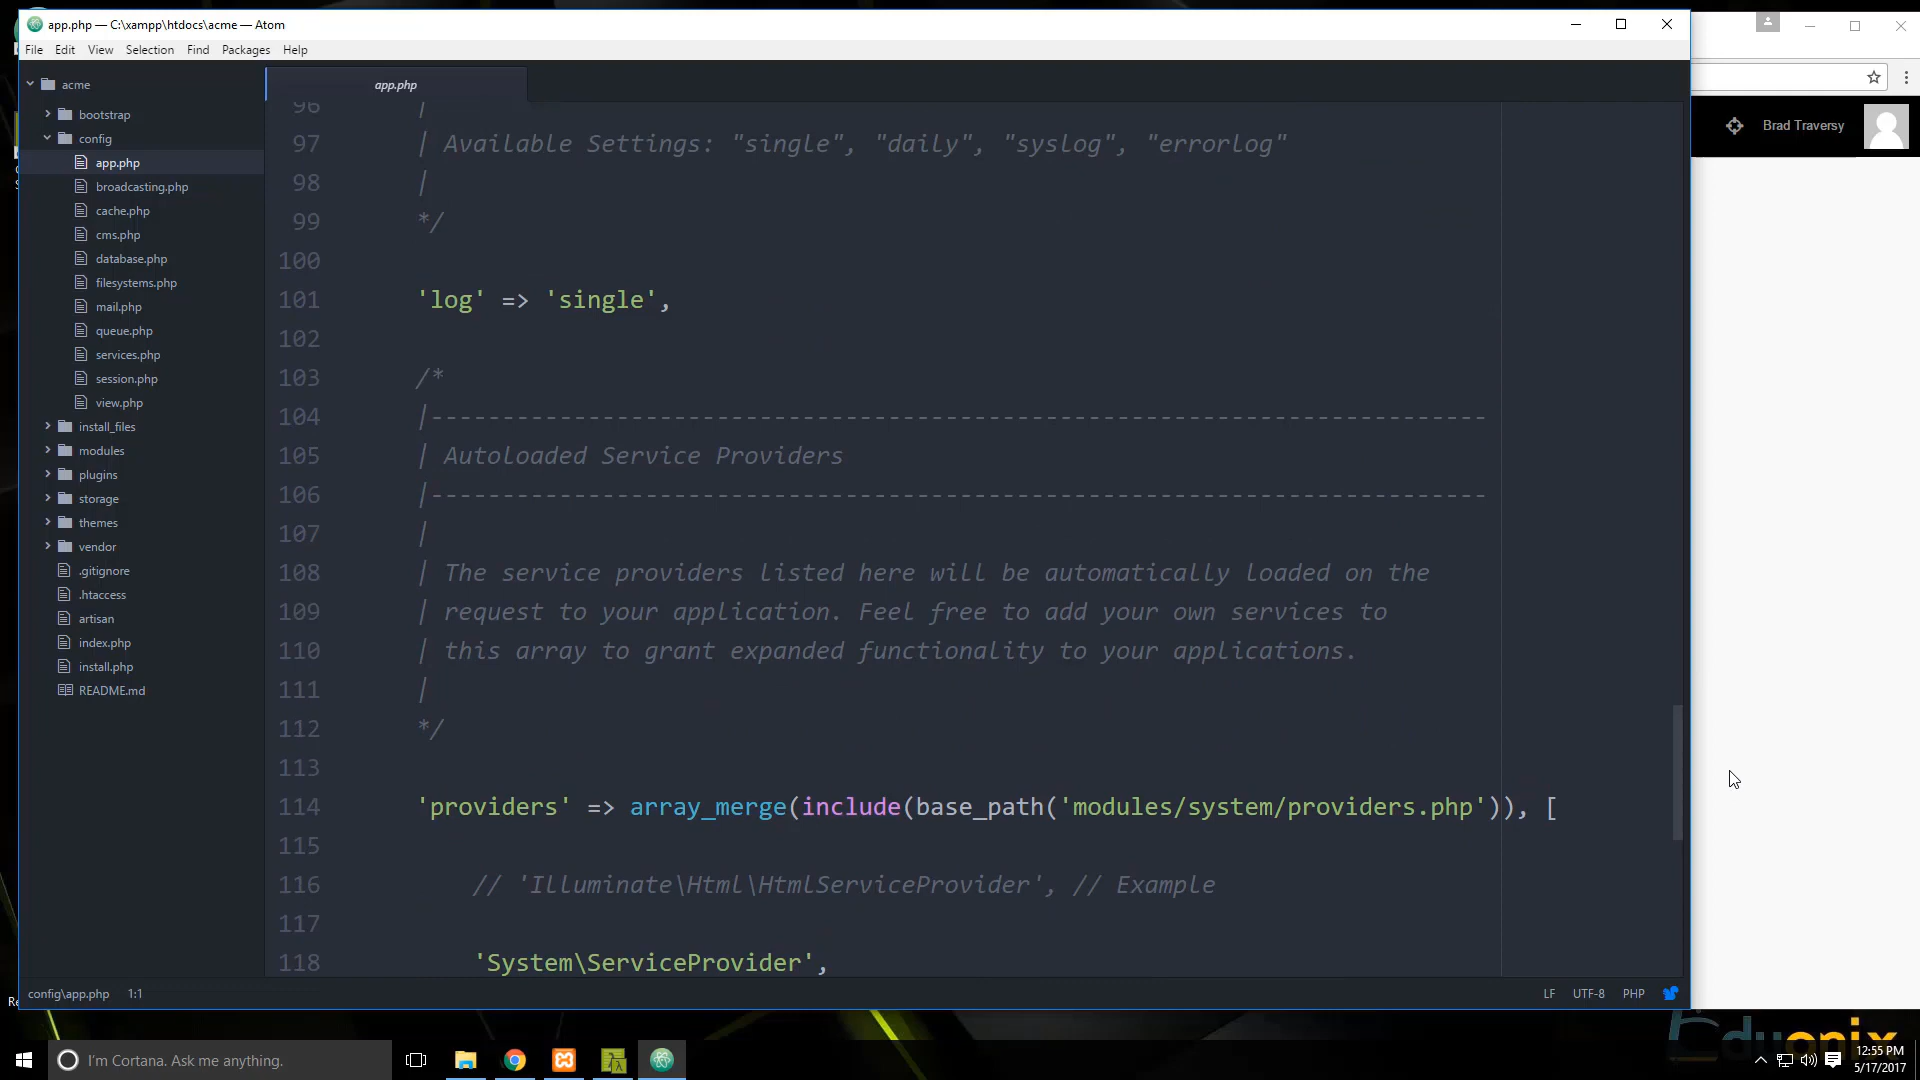 app.php — C:\xampp\htdocs\acme — Atom
File Edit View Selection Find Packages Help
acme
bootstrap
config
app.php
broadcasting.php
cache.php
cms.php
database.php
filesystems.php
mail.php
queue.php
services.php
session.php
view.php
install_files
modules
plugins
storage
themes
vendor
.gitignore
.htaccess
artisan
index.php
install.php
README.md
app.php
96 |
97 | Available Settings: "single", "daily", "syslog", "errorlog"
98 |
99 */
100
101 'log' => 'single',
102
103 /*
104 |--------------------------------------------------------------------------
105 | Autoloaded Service Providers
106 |--------------------------------------------------------------------------
107 |
108 | The service providers listed here will be automatically loaded on the
109 | request to your application. Feel free to add your own services to
110 | this array to grant expanded functionality to your applications.
111 |
112 */
113
114 'providers' => array_merge(include(base_path('modules/system/providers.php')), [
115
116 // 'Illuminate\Html\HtmlServiceProvider', // Example
117
118 'System\ServiceProvider',
config\app.php 1:1
LF UTF-8 PHP
Brad Traversy
Eduonix
I'm Cortana. Ask me anything.
12:55 PM
5/17/2017